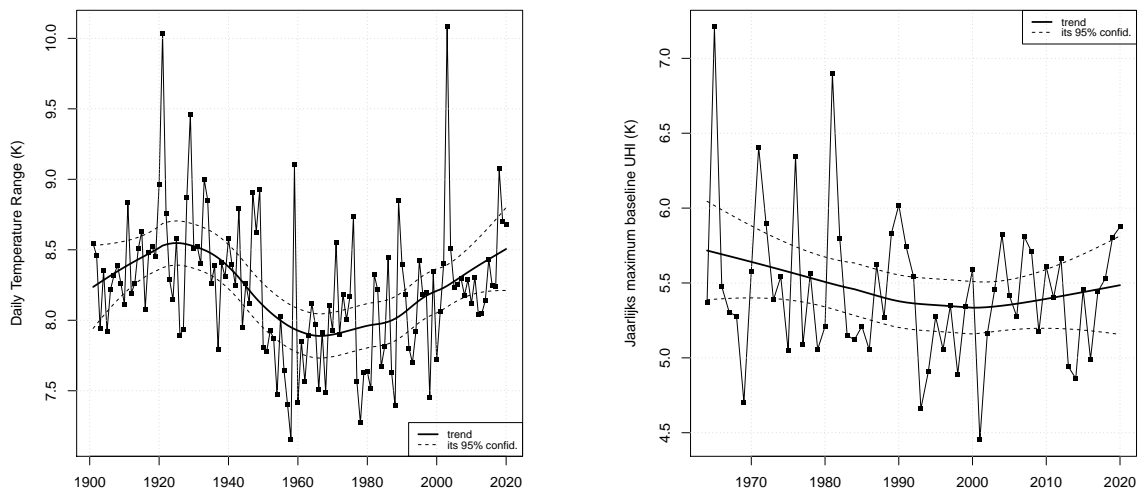 Daily Temperature Range (K)
10.0
9.5
9.0
8.5
8.0
7.5
1900 1920 1940 1960 1980 2000 2020
trend
its 95% confid.
Jaarlijks maximum baseline UHI (K)
7.0
6.5
6.0
5.5
5.0
4.5
1970 1980 1990 2000 2010 2020
trend
its 95% confid.